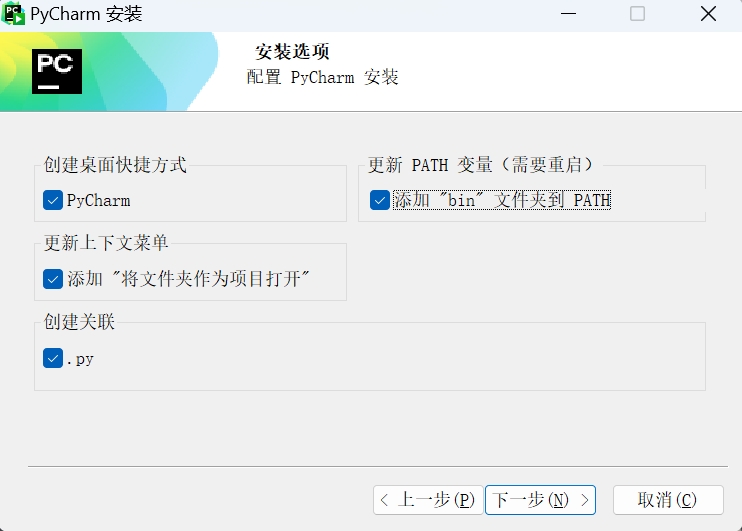 PyCharm 安装
安装选项
配置 PyCharm 安装
创建桌面快捷方式
PyCharm
更新 PATH 变量（需要重启）
添加 "bin" 文件夹到 PATH
更新上下文菜单
添加 "将文件夹作为项目打开"
创建关联
.py
< 上一步(P)
下一步(N) >
取消(C)